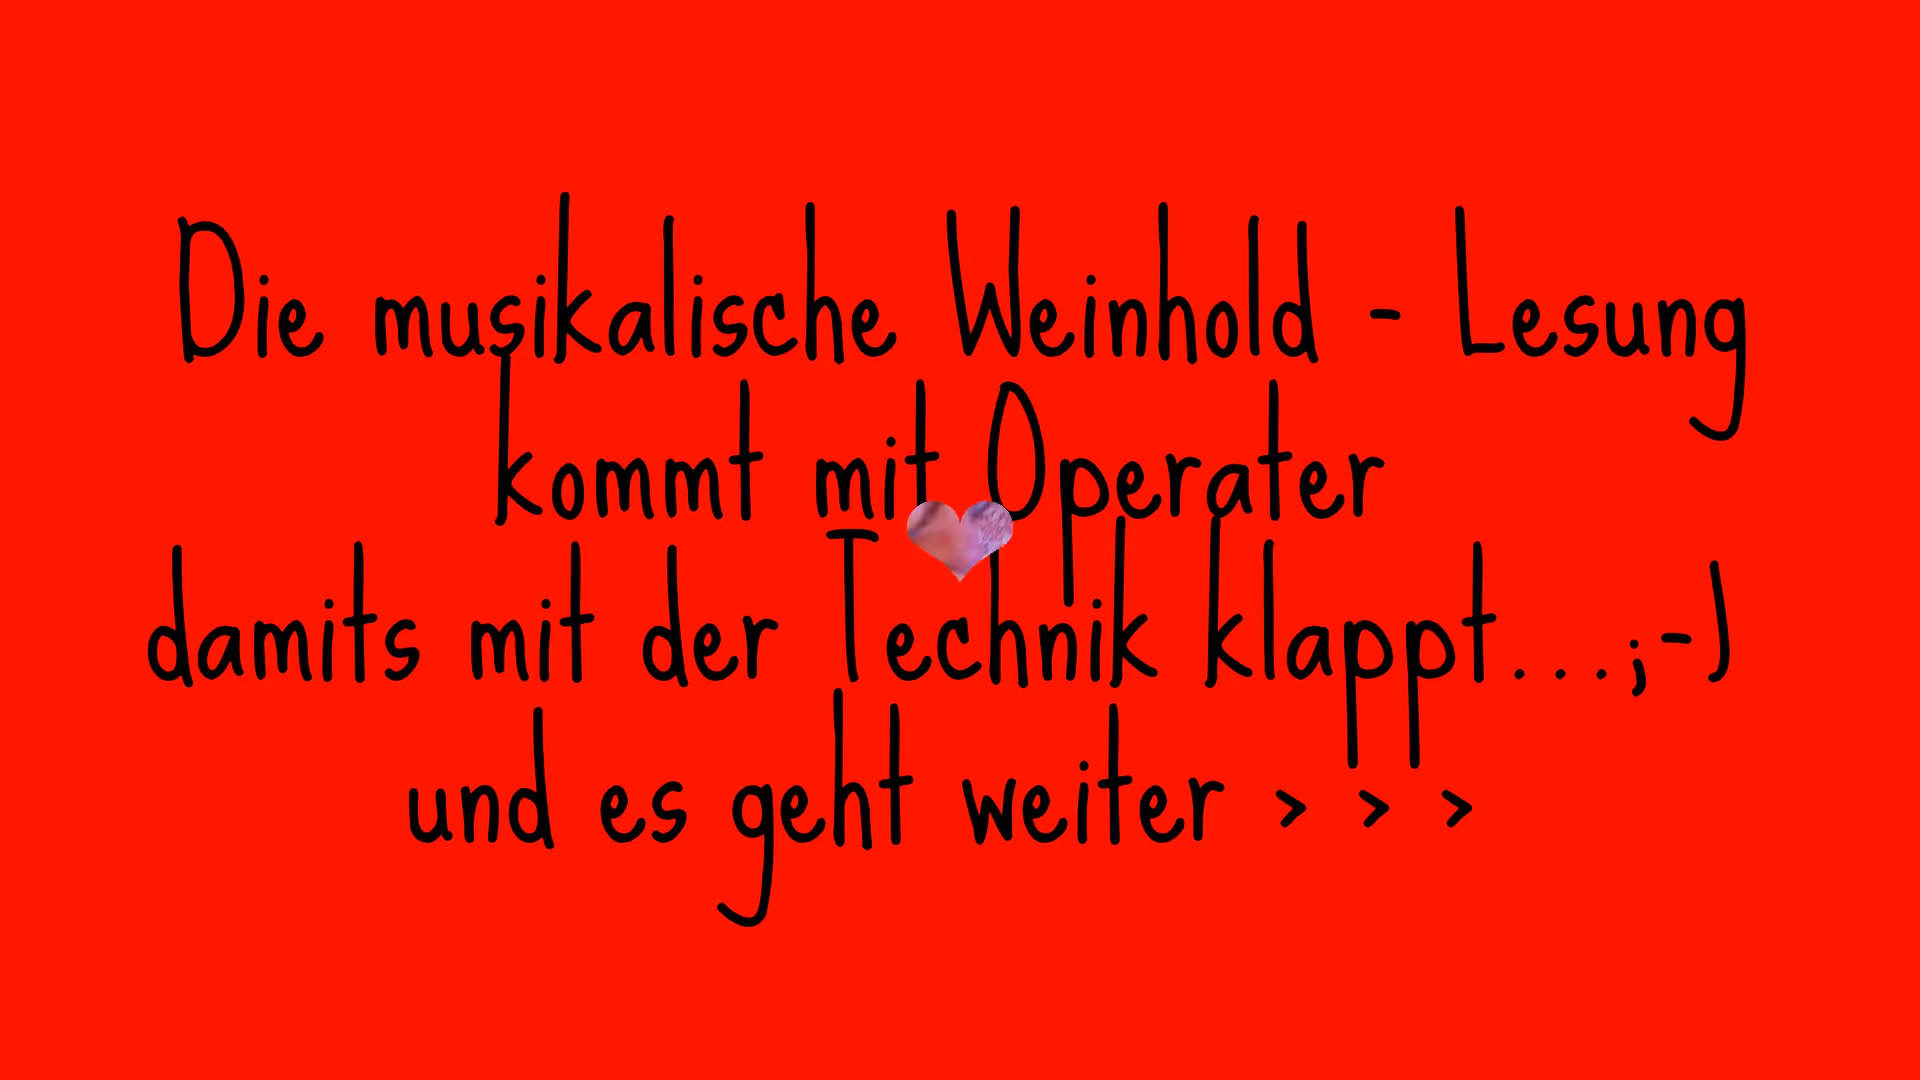 Die musikalische Weinhold - Lesung
kommt mit Operater
damits mit der Technik klappt...;-)
und es geht weiter > > >